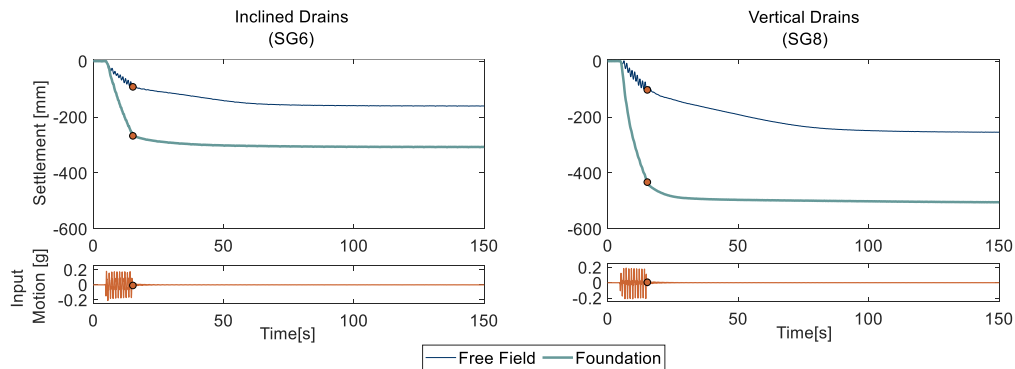 Inclined Drains
(SG6)
Vertical Drains
(SG8)
Settlement [mm]
0
-200
-400
-600
0
50
100
150
0
-200
-400
-600
0
50
100
150
Input
Motion [g]
0.2
0
-0.2
0
50
100
150
Time[s]
0.2
0
-0.2
0
50
100
150
Time[s]
Free Field
Foundation